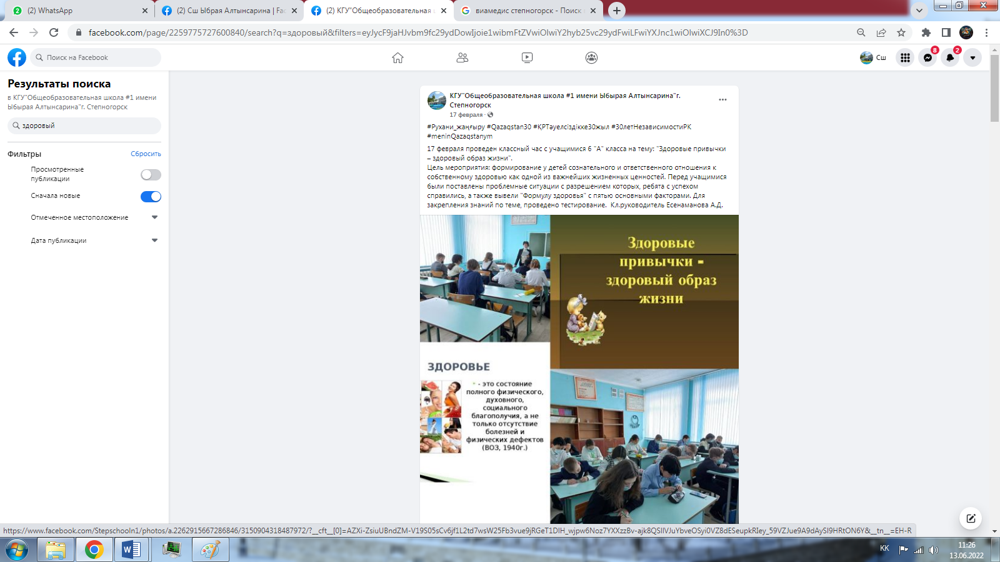 (2) WhatsApp
(2) Сш Ыбрая Алтынсарина | Fac
(2) КГУ"Общеобразовательная
виамедис степногорск - Поиск
facebook.com/page/2259775727600840/search?q=здоровый&filters=eyJycF9jaHJvbm9fc29ydDowIjoie1wibmFtZVwiOlwiY2hyb25vc29ydFwiLFwiYXJnc1wiOlwiXCJ9In0%3D
Поиск на Facebook
Сш
8
2
Результаты поиска
в КГУ"Общеобразовательная школа #1 имени
Ыбырая Алтынсарина"г. Степногорск
здоровый
Фильтры
Сбросить
Просмотренные
публикации
Сначала новые
Отмеченное местоположение
Дата публикации
КГУ"Общеобразовательная школа #1 имени Ыбырая Алтынсарина"г.
Степногорск
17 февраля ·
#Рухани_жаңғыру #Qazaqstan30 #ҚРТәуелсіздікке30жыл #30летНезависимостиРК
#meninQazaqstanym
17 февраля проведен классный час с учащимися 6 "А" класса на тему: "Здоровые привычки
– здоровый образ жизни".
Цель мероприятия: формирование у детей сознательного и ответственного отношения к
собственному здоровью как одной из важнейших жизненных ценностей. Перед учащимися
были поставлены проблемные ситуации с разрешением которых, ребята с успехом
справились, а также вывели "Формулу здоровья" с пятью основными факторами. Для
закрепления знаний по теме, проведено тестирование. Кл.руководитель Есенаманова А.Д.
Здоровые
привычки -
здоровый образ
жизни
ЗДОРОВЬЕ
- это состояние
полного физического,
духовного,
социального
благополучия, а не
только отсутствие
болезней и
физических дефектов
(ВОЗ, 1940г.)
https://www.facebook.com/Stepschooln1/photos/a.2262915667286846/3150904318487972/?__cft__[0]=AZXi-ZsiuUBndZM-V19S05sCv6jf1L2td7wsW25Fb3vue9jRGeT1DIH_wjpw6Noz7YXXzzBv-ajk8QSIlVJuYbveOSyi0VZ8dESeupkRIey_59VZJue9A9dAySI9HRtON6Y&__tn__=EH-R
KK
11:26
13.06.2022